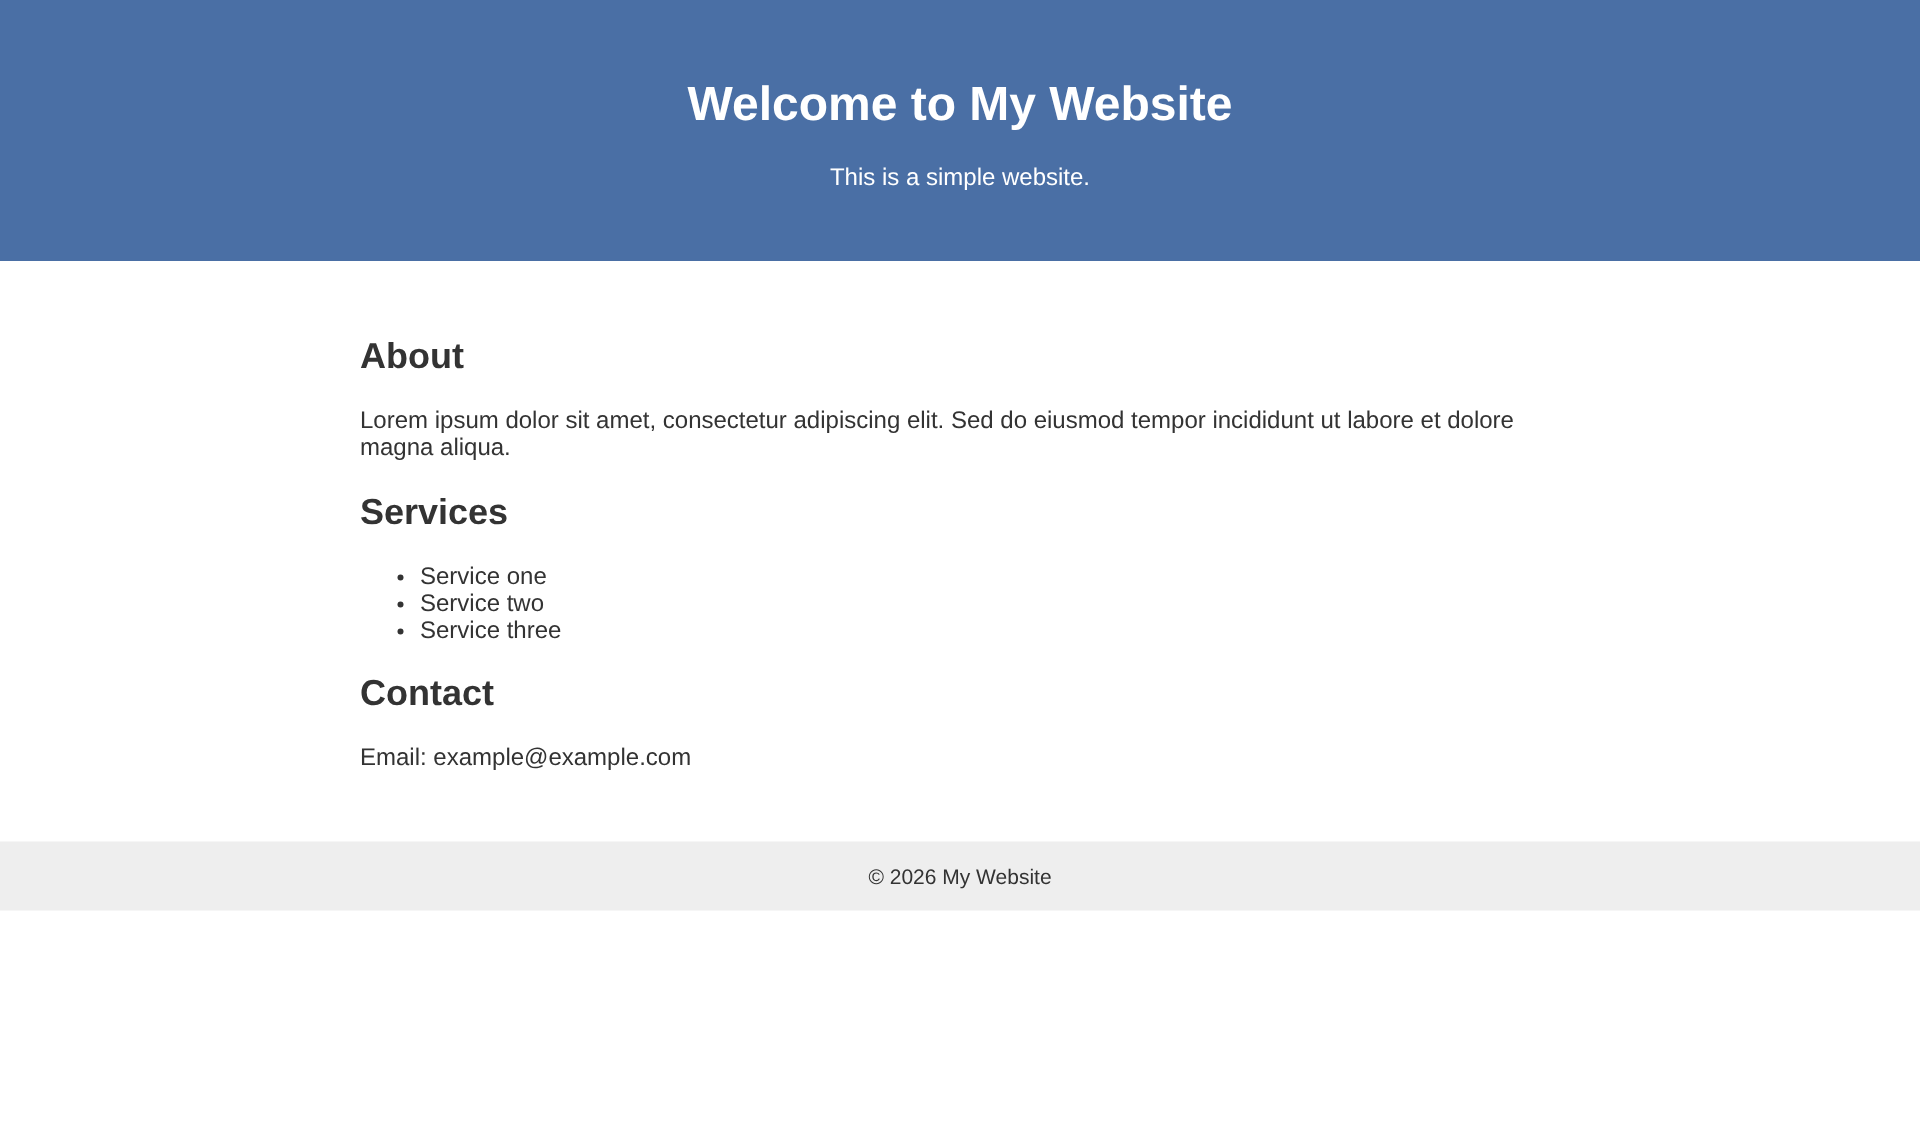 Welcome to My Website
This is a simple website.
About
Lorem ipsum dolor sit amet, consectetur adipiscing elit. Sed do eiusmod tempor incididunt ut labore et dolore
magna aliqua.
Services
• Service one
• Service two
• Service three
Contact
Email: example@example.com
© 2026 My Website